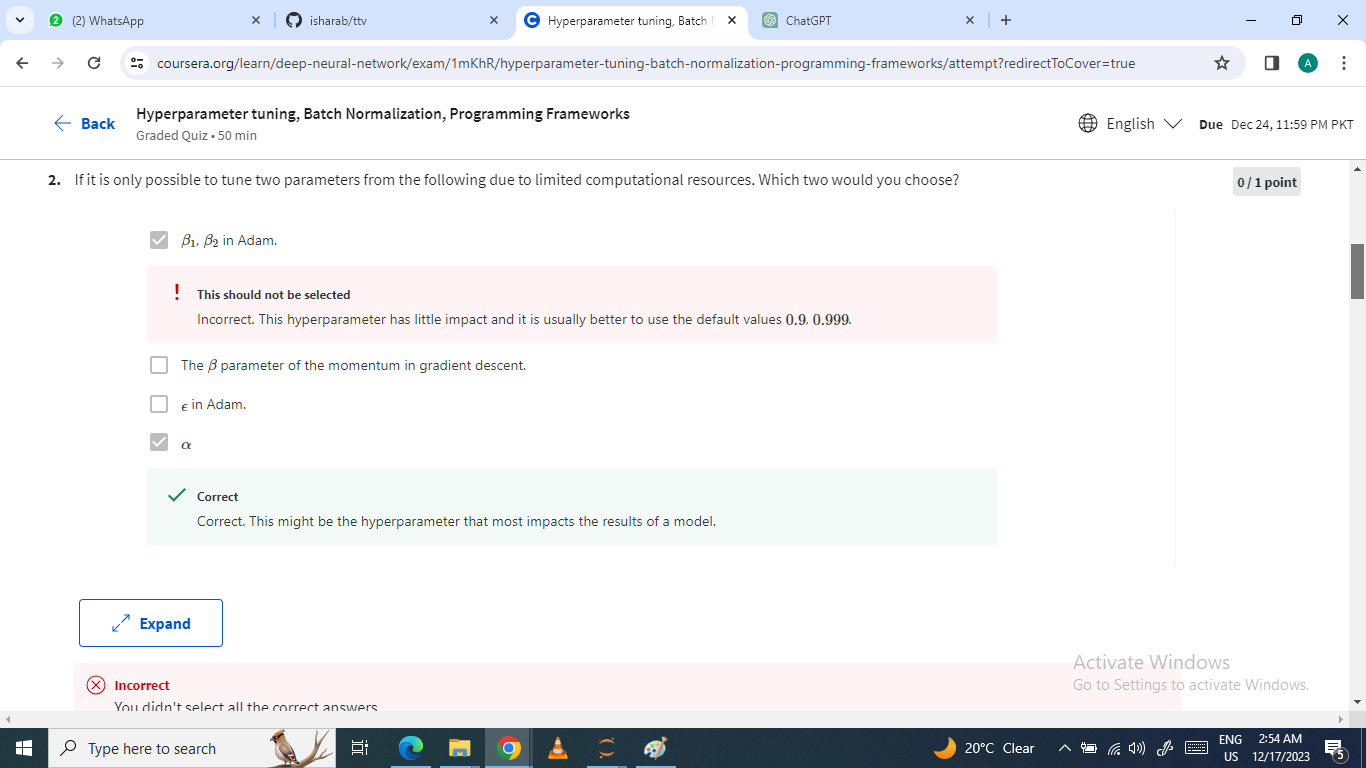 2 (2) WhatsApp
isharab/ttv
Hyperparameter tuning, Batch
ChatGPT
coursera.org/learn/deep-neural-network/exam/1mKhR/hyperparameter-tuning-batch-normalization-programming-frameworks/attempt?redirectToCover=true
A
Back
Hyperparameter tuning, Batch Normalization, Programming Frameworks
Graded Quiz • 50 min
English
Due Dec 24, 11:59 PM PKT
2. If it is only possible to tune two parameters from the following due to limited computational resources. Which two would you choose?
0 / 1 point
β₁, β₂ in Adam.
! This should not be selected
Incorrect. This hyperparameter has little impact and it is usually better to use the default values 0.9, 0.999.
The β parameter of the momentum in gradient descent.
ϵ in Adam.
α
Correct
Correct. This might be the hyperparameter that most impacts the results of a model.
Expand
Incorrect
You didn't select all the correct answers
Activate Windows
Go to Settings to activate Windows.
Type here to search
20°C Clear
ENG
US
2:54 AM
12/17/2023
5